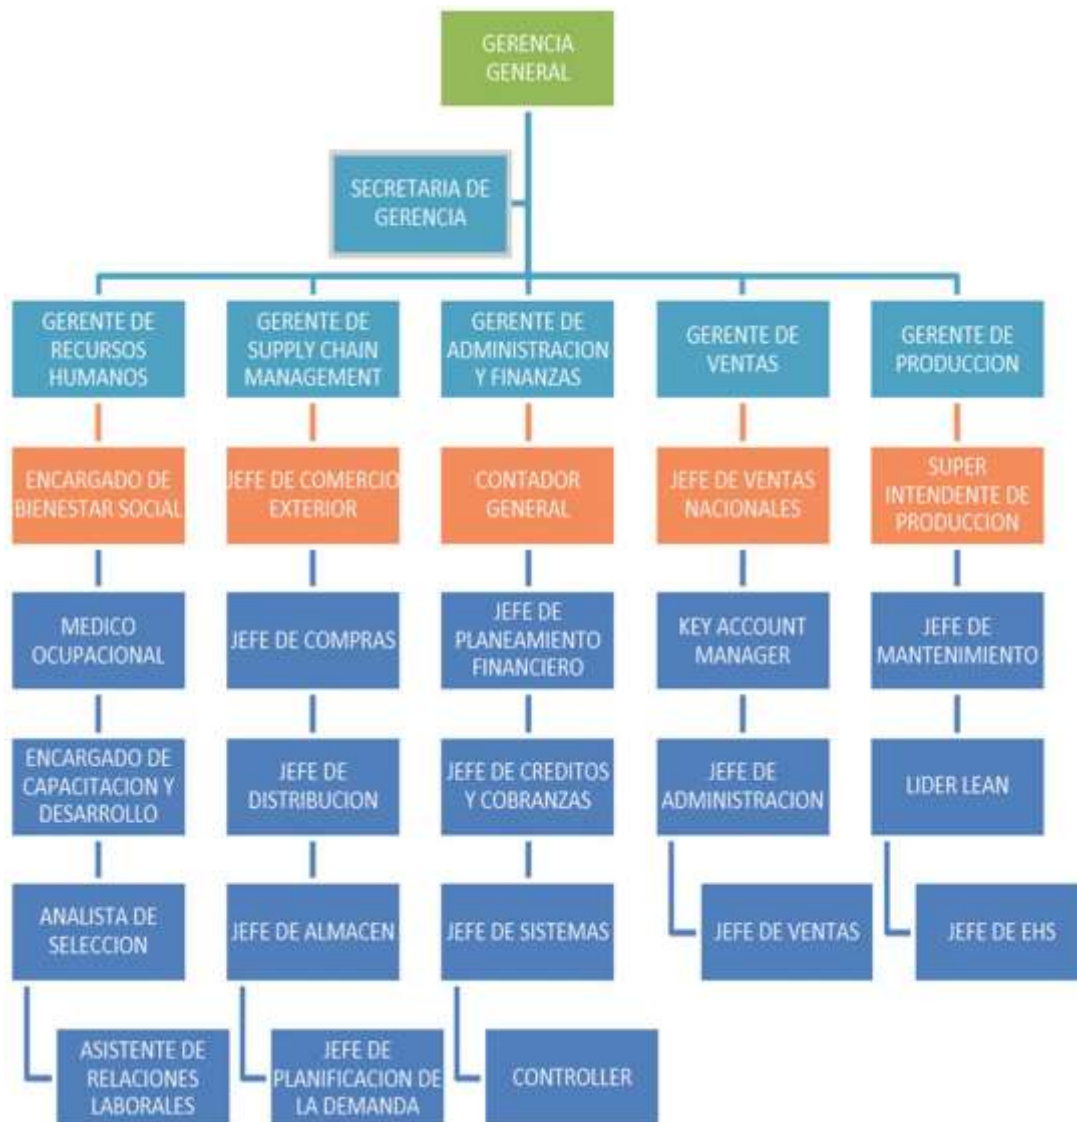 GERENCIA
GENERAL
SECRETARIA DE
GERENCIA
GERENTE DE
RECURSOS
HUMANOS
GERENTE DE
SUPPLY CHAIN
MANAGEMENT
GERENTE DE
ADMINISTRACION
Y FINANZAS
GERENTE DE
VENTAS
GERENTE DE
PRODUCCION
ENCARGADO DE
BIENESTAR SOCIAL
JEFE DE COMERCIO
EXTERIOR
CONTADOR
GENERAL
JEFE DE VENTAS
NACIONALES
SUPER
INTENDENTE DE
PRODUCCION
MEDICO
OCUPACIONAL
JEFE DE COMPRAS
JEFE DE
PLANEAMIENTO
FINANCIERO
KEY ACCOUNT
MANAGER
JEFE DE
MANTENIMIENTO
ENCARGADO DE
CAPACITACION Y
DESARROLLO
JEFE DE
DISTRIBUCION
JEFE DE CREDITOS
Y COBRANZAS
JEFE DE
ADMINISTRACION
LIDER LEAN
ANALISTA DE
SELECCION
JEFE DE ALMACEN
JEFE DE SISTEMAS
JEFE DE VENTAS
JEFE DE EHS
ASISTENTE DE
RELACIONES
LABORALES
JEFE DE
PLANIFICACION DE
LA DEMANDA
CONTROLLER